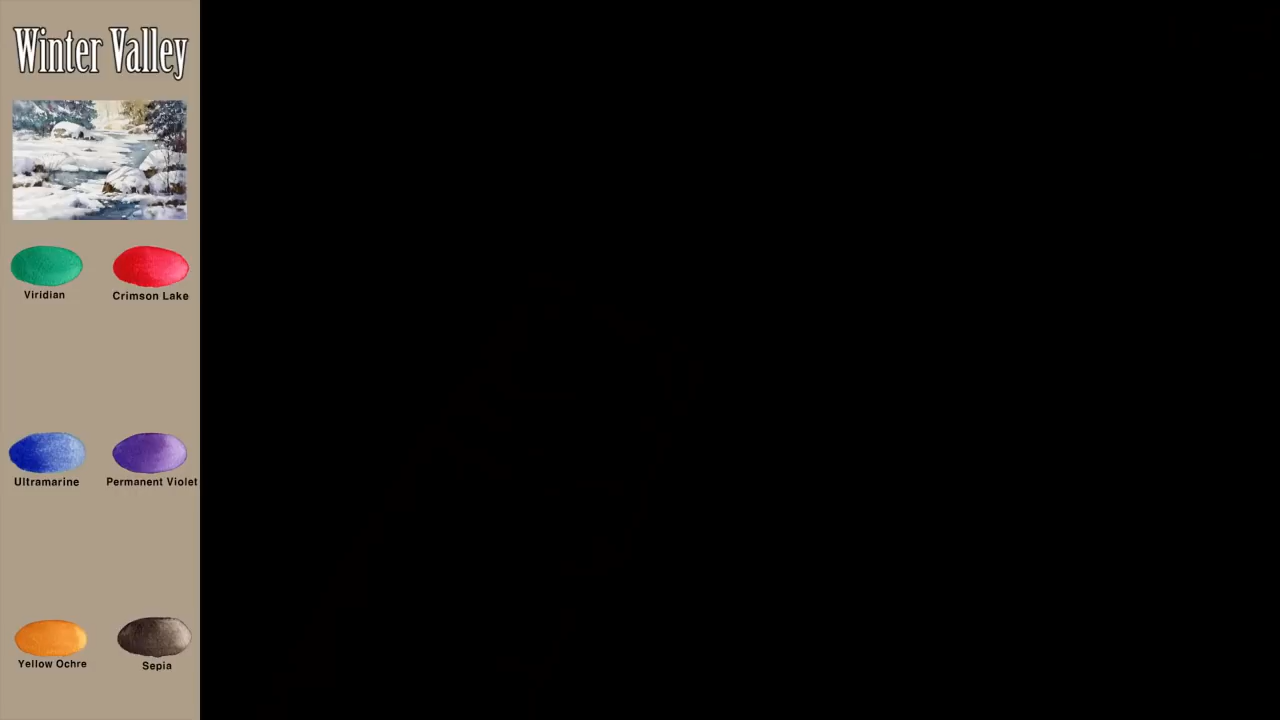 Winter Valley
Viridian
Crimson Lake
Ultramarine
Permanent Violet
Yellow Ochre
Sepia